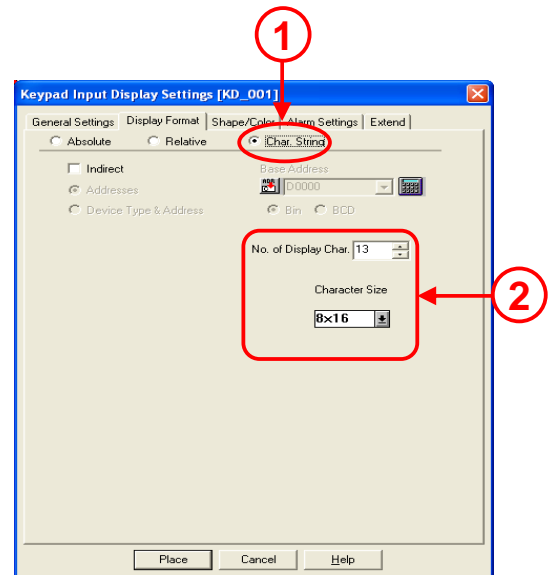 1
Keypad Input Display Settings [KD_001]
General Settings Display Format Shape/Color Alarm Settings Extend
Absolute Relative Char. String
Indirect Base Address
Addresses D0000
Device Type & Address Bin BCD
No. of Display Char. 13
Character Size
2
8×16
Place Cancel Help